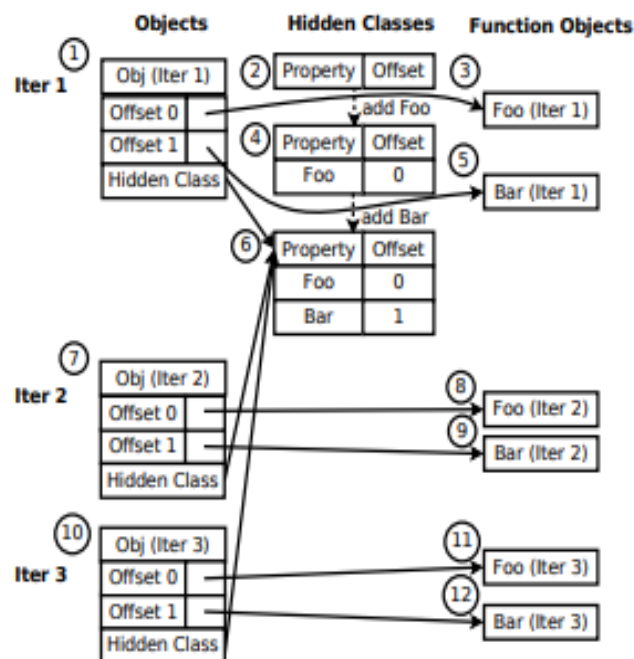 Objects Hidden Classes Function Objects
1
Iter 1
Obj (Iter 1)
Offset 0
Offset 1
Hidden Class
2
Property Offset
add Foo
3
Foo (Iter 1)
4
Property Offset
Foo 0
add Bar
5
Bar (Iter 1)
6
Property Offset
Foo 0
Bar 1
7
Iter 2
Obj (Iter 2)
Offset 0
Offset 1
Hidden Class
8
Foo (Iter 2)
9
Bar (Iter 2)
10
Iter 3
Obj (Iter 3)
Offset 0
Offset 1
Hidden Class
11
Foo (Iter 3)
12
Bar (Iter 3)